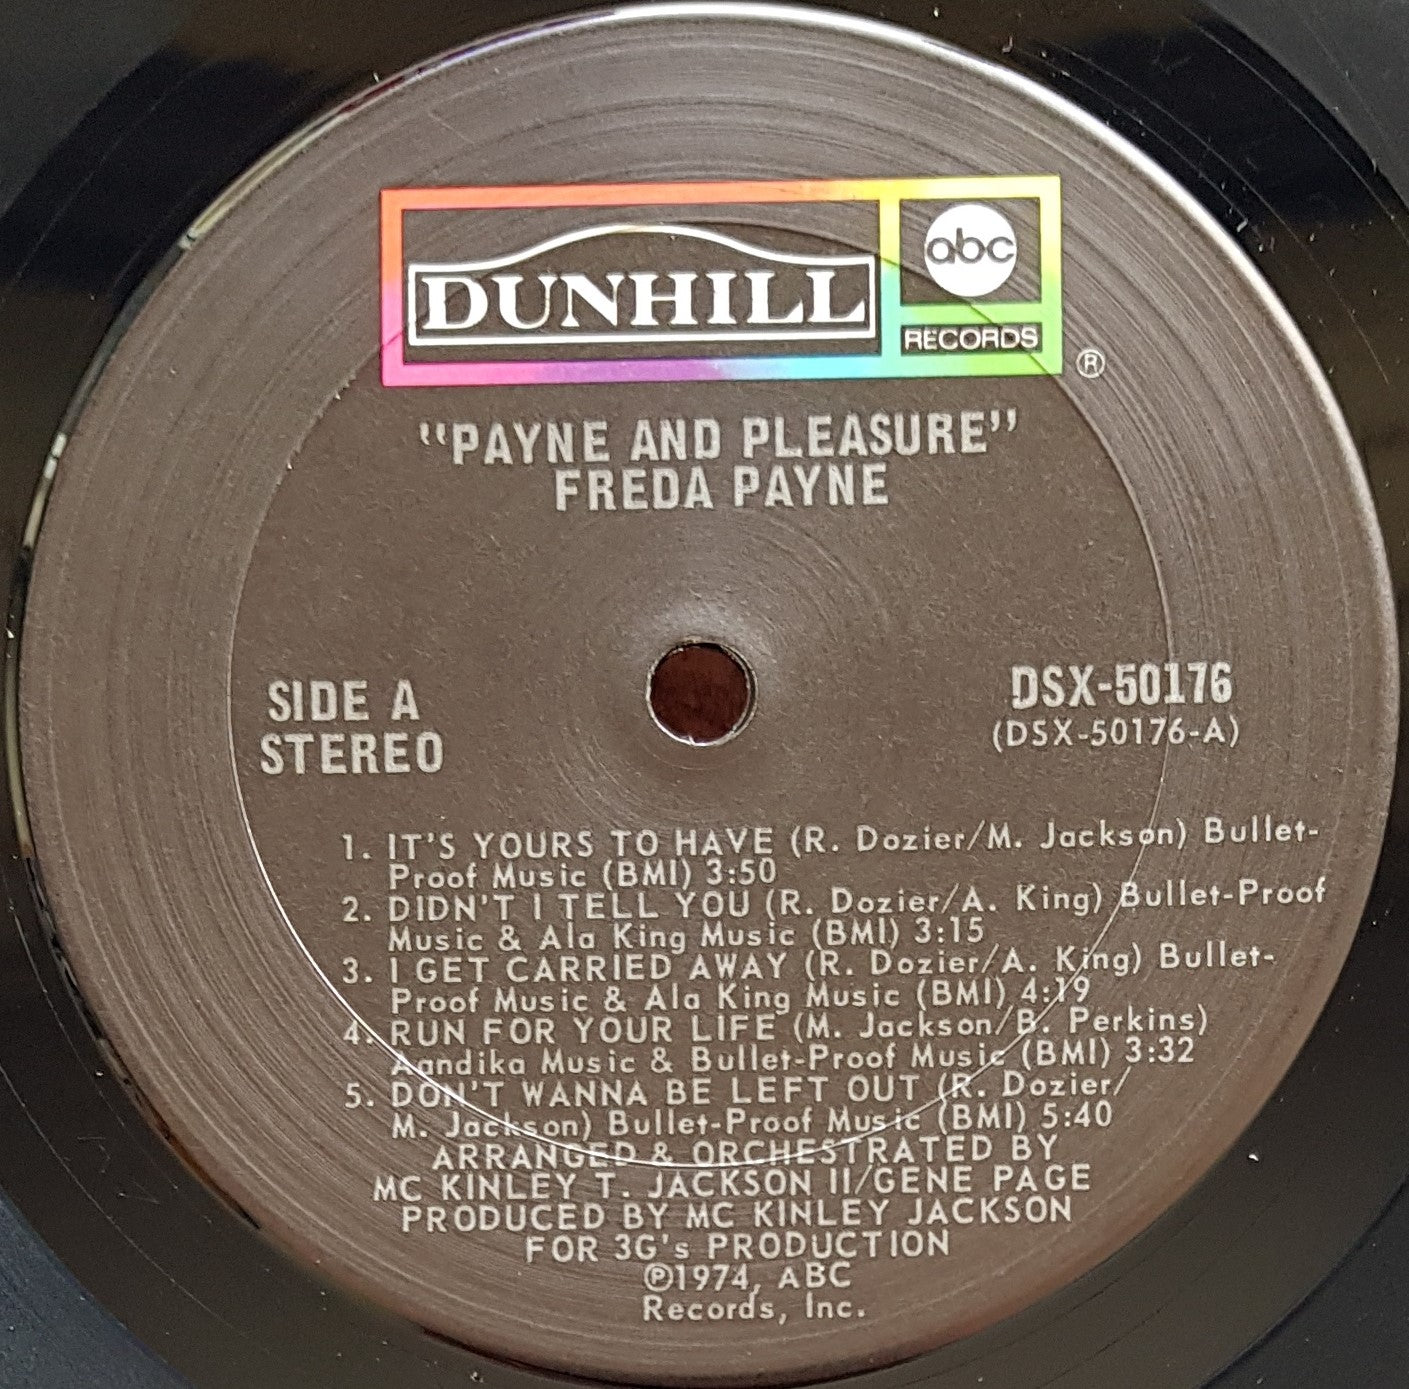 DUNHILL
abc
RECORDS
®
"PAYNE AND PLEASURE"
FREDA PAYNE
SIDE A
STEREO
DSX-50176
(DSX-50176-A)
1. IT'S YOURS TO HAVE (R. Dozier/M. Jackson) Bullet-
Proof Music (BMI) 3:50
2. DIDN'T I TELL YOU (R. Dozier/A. King) Bullet-Proof
Music & Ala King Music (BMI) 3:15
3. I GET CARRIED AWAY (R. Dozier/A. King) Bullet-
Proof Music & Ala King Music (BMI) 4:19
4. RUN FOR YOUR LIFE (M. Jackson/B. Perkins)
Aandika Music & Bullet-Proof Music (BMI) 3:32
5. DON'T WANNA BE LEFT OUT (R. Dozier/
M. Jackson) Bullet-Proof Music (BMI) 5:40
ARRANGED & ORCHESTRATED BY
MC KINLEY T. JACKSON II/GENE PAGE
PRODUCED BY MC KINLEY JACKSON
FOR 3G's PRODUCTION
℗1974, ABC
Records, Inc.